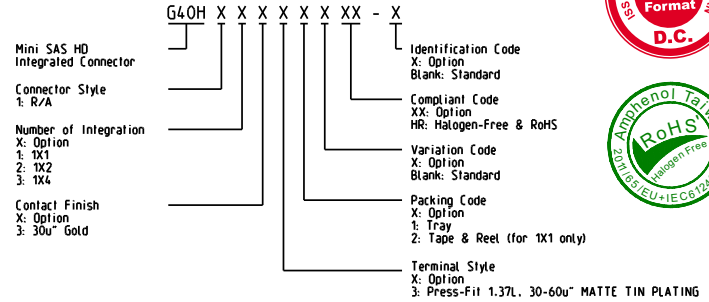 G40H X X X X X X XX - X
Mini SAS HD
Integrated Connector
Connector Style
1: R/A
Number of Integration
X: Option
1: 1X1
2: 1X2
3: 1X4
Contact Finish
X: Option
3: 30u" Gold
Identification Code
X: Option
Blank: Standard
Compliant Code
XX: Option
HR: Halogen-Free & RoHS
Variation Code
X: Option
Blank: Standard
Packing Code
X: Option
1: Tray
2: Tape & Reel (for 1X1 only)
Terminal Style
X: Option
3: Press-Fit 1.37L, 30-60u" MATTE TIN PLATING
Format
D.C.
Amphenol
RoHS
Halogen Free
2011/65/EU+IEC6124